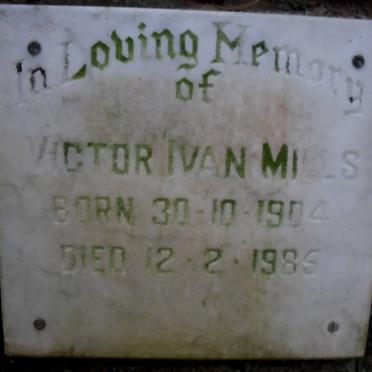 In Loving Memory
of
VICTOR IVAN MILLS
BORN 30·10·1904
DIED 12·2·1985